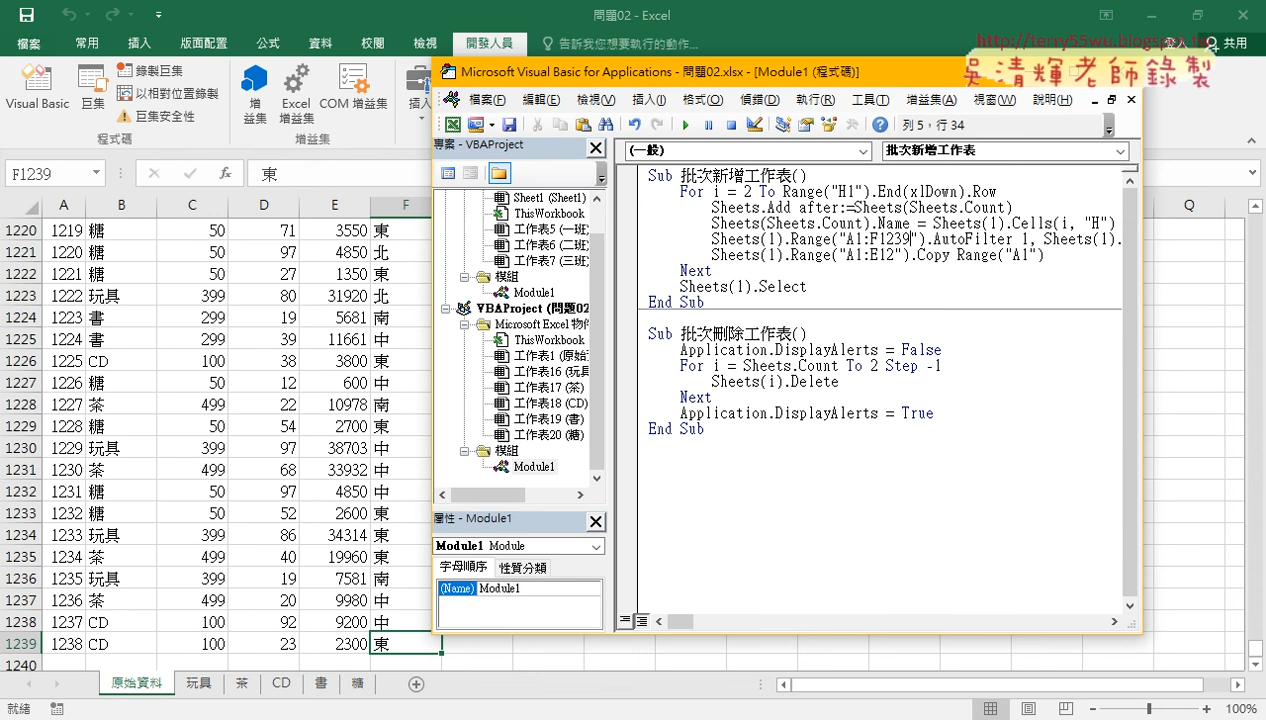 問題02 - Excel
http://terry55wu.blogspot.tw
吳清輝老師錄製
檔案 常用 插入 版面配置 公式 資料 校閱 檢視 開發人員 告訴我您想要執行的動作... 登入 共用
Visual Basic 巨集 錄製巨集 以相對位置錄製 巨集安全性 程式碼
增益集 Excel 增益集 COM 增益集 增益集 插入
F1239 fx 東
A B C D E F Q
1220 1219 糖 50 71 3550 東
1221 1220 糖 50 97 4850 北
1222 1221 糖 50 27 1350 東
1223 1222 玩具 399 80 31920 北
1224 1223 書 299 19 5681 南
1225 1224 書 299 39 11661 中
1226 1225 CD 100 38 3800 東
1227 1226 糖 50 12 600 中
1228 1227 茶 499 22 10978 南
1229 1228 糖 50 54 2700 東
1230 1229 玩具 399 97 38703 中
1231 1230 茶 499 68 33932 中
1232 1231 糖 50 97 4850 中
1233 1232 糖 50 52 2600 東
1234 1233 玩具 399 86 34314 東
1235 1234 茶 499 40 19960 東
1236 1235 玩具 399 19 7581 南
1237 1236 茶 499 20 9980 中
1238 1237 CD 100 92 9200 中
1239 1238 CD 100 23 2300 東
1240
原始資料 玩具 茶 CD 書 糖
就緒 100%
Microsoft Visual Basic for Applications - 問題02.xlsx - [Module1 (程式碼)]
檔案(F) 編輯(E) 檢視(V) 插入(I) 格式(O) 偵錯(D) 執行(R) 工具(T) 增益集(A) 視窗(W) 說明(H)
列 5，行 34
專案 - VBAProject
Sheet1 (Sheet1)
ThisWorkbook
工作表5 (一班)
工作表6 (二班)
工作表7 (三班)
模組
Module1
VBAProject (問題02
Microsoft Excel 物件
ThisWorkbook
工作表1 (原始
工作表16 (玩具
工作表17 (茶)
工作表18 (CD)
工作表19 (書)
工作表20 (糖)
模組
Module1
屬性 - Module1
Module1 Module
字母順序 性質分類
(Name) Module1
(一般) 批次新增工作表
Sub 批次新增工作表()
For i = 2 To Range("H1").End(xlDown).Row
Sheets.Add after:=Sheets(Sheets.Count)
Sheets(Sheets.Count).Name = Sheets(1).Cells(i, "H")
Sheets(1).Range("A1:F1239").AutoFilter 1, Sheets(1).
Sheets(1).Range("A1:E12").Copy Range("A1")
Next
Sheets(1).Select
End Sub
Sub 批次刪除工作表()
Application.DisplayAlerts = False
For i = Sheets.Count To 2 Step -1
Sheets(i).Delete
Next
Application.DisplayAlerts = True
End Sub